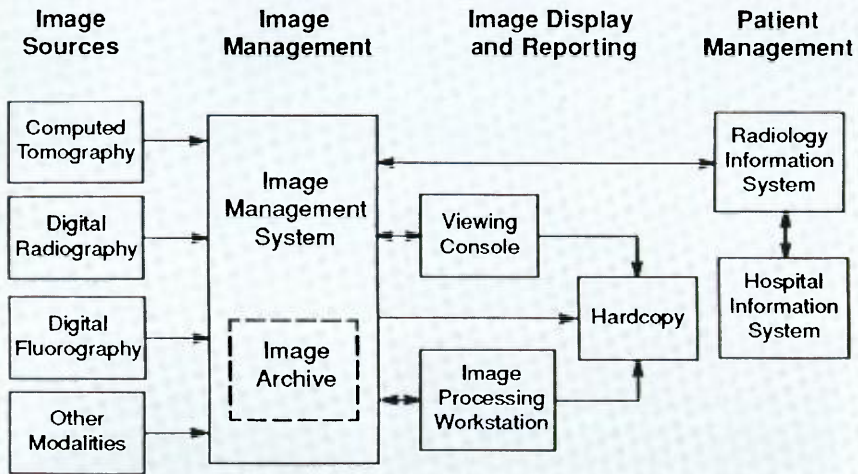 Image
Sources
Image
Management
Image Display
and Reporting
Patient
Management
Computed
Tomography
Digital
Radiography
Digital
Fluorography
Other
Modalities
Image
Management
System
Image
Archive
Viewing
Console
Image
Processing
Workstation
Hardcopy
Radiology
Information
System
Hospital
Information
System